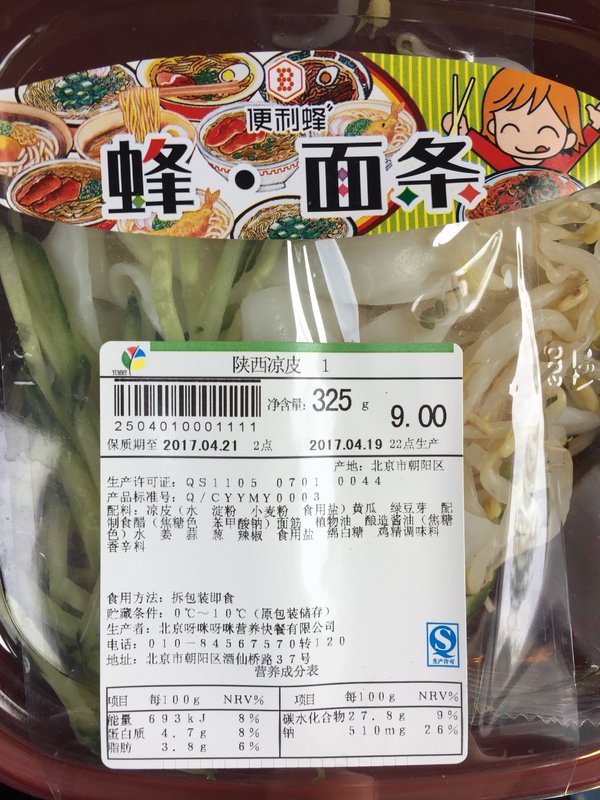 便利蜂
蜂·面条
YUMMY
陕西凉皮 1
2504010001111
净含量: 325 g
9.00
保质期至 2017.04.21 2点 2017.04.19 22点生产
产地: 北京市朝阳区
生产许可证: QS1105 0701 0044
产品标准号: Q/CYYMY0003
配料: 凉皮(水 淀粉 小麦粉 食用盐)黄瓜 绿豆芽 配
制食醋(焦糖色 苯甲酸钠)面筋 植物油 酿造酱油(焦糖
色)水 姜 蒜 葱 辣椒 食用盐 绵白糖 鸡精调味料
香辛料
食用方法: 拆包装即食
贮藏条件: 0℃~10℃(原包装储存)
生产者: 北京呀咪呀咪营养快餐有限公司
电话: 010-84567570转120
地址: 北京市朝阳区酒仙桥路37号
生产许可
营养成分表
项目 每100g NRV% 项目 每100g NRV%
能量 693kJ 8% 碳水化合物 27.8g 9%
蛋白质 4.7g 8% 钠 510mg 26%
脂肪 3.8g 6%